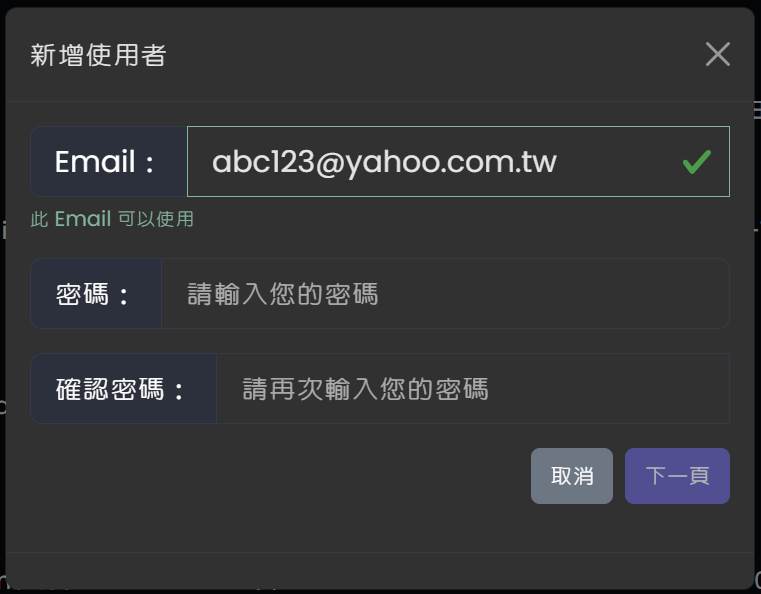 新增使用者
Email：
abc123@yahoo.com.tw
此 Email 可以使用
密碼：
請輸入您的密碼
確認密碼：
請再次輸入您的密碼
取消
下一頁